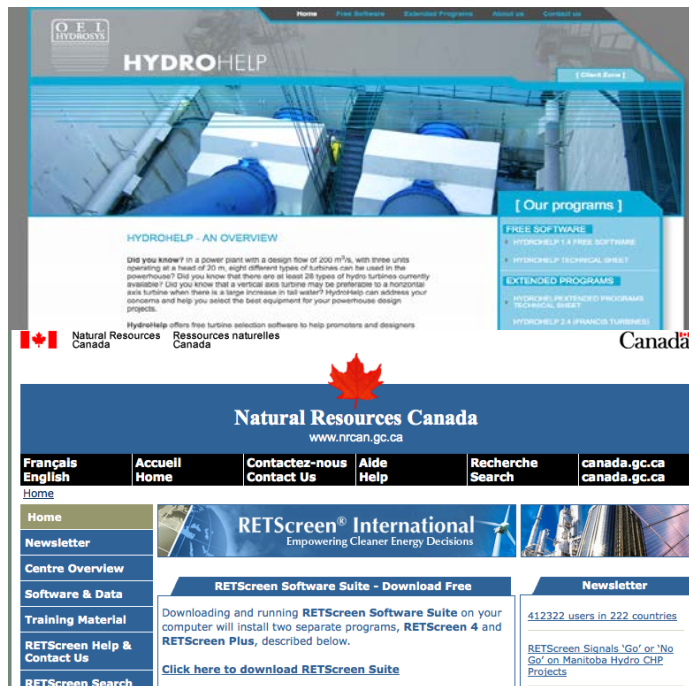 Home Free Software Extended Programs About us Contact us
O E L
HYDROSYS
HYDROHELP
[ Client Zone ]
[ Our programs ]
FREE SOFTWARE
HYDROHELP 1.4 FREE SOFTWARE
HYDROHELP TECHNICAL SHEET
EXTENDED PROGRAMS
HYDROHELPEXTENDED PROGRAMS
TECHNICAL SHEET
HYDROHELP 2.4 (FRANCIS TURBINES)
HYDROHELP - AN OVERVIEW
Did you know? In a power plant with a design flow of 200 m³/s, with three units
operating at a head of 20 m, eight different types of turbines can be used in the
powerhouse? Did you know that there are at least 28 types of hydro turbines currently
available? Did you know that a vertical axis turbine may be preferable to a horizontal
axis turbine when there is a large increase in tail water? HydroHelp can address your
concerns and help you select the best equipment for your powerhouse design
projects.
HydroHelp offers free turbine selection software to help promoters and designers
Natural Resources Ressources naturelles
Canada Canada
Canada
Natural Resources Canada
www.nrcan.gc.ca
Français Accueil Contactez-nous Aide Recherche canada.gc.ca
English Home Contact Us Help Search canada.gc.ca
Home
Home
Newsletter
Centre Overview
Software & Data
Training Material
RETScreen Help &
Contact Us
RETScreen Search
RETScreen® International
Empowering Cleaner Energy Decisions
RETScreen Software Suite - Download Free
Downloading and running RETScreen Software Suite on your
computer will install two separate programs, RETScreen 4 and
RETScreen Plus, described below.
Click here to download RETScreen Suite
Newsletter
412322 users in 222 countries
RETScreen Signals 'Go' or 'No
Go' on Manitoba Hydro CHP
Projects